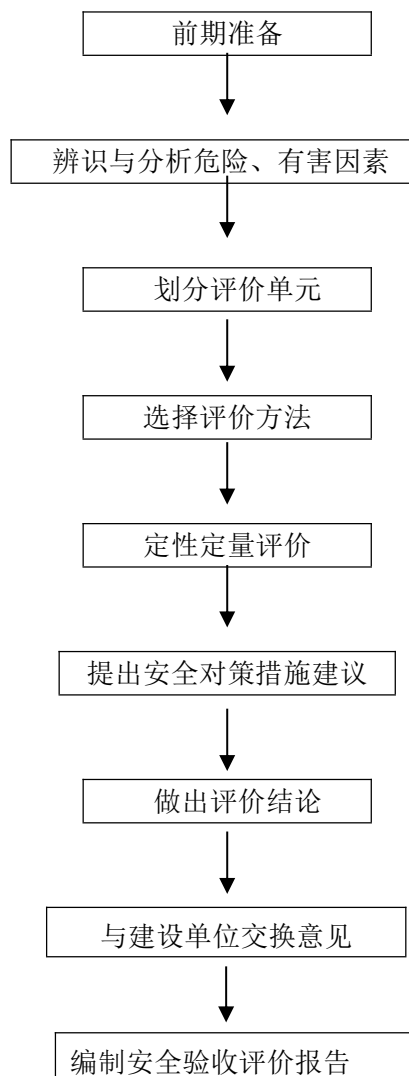 前期准备
辨识与分析危险、有害因素
划分评价单元
选择评价方法
定性定量评价
提出安全对策措施建议
做出评价结论
与建设单位交换意见
编制安全验收评价报告